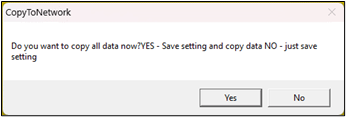 CopyToNetwork
Do you want to copy all data now?YES - Save setting and copy data NO - just save
setting
Yes
No